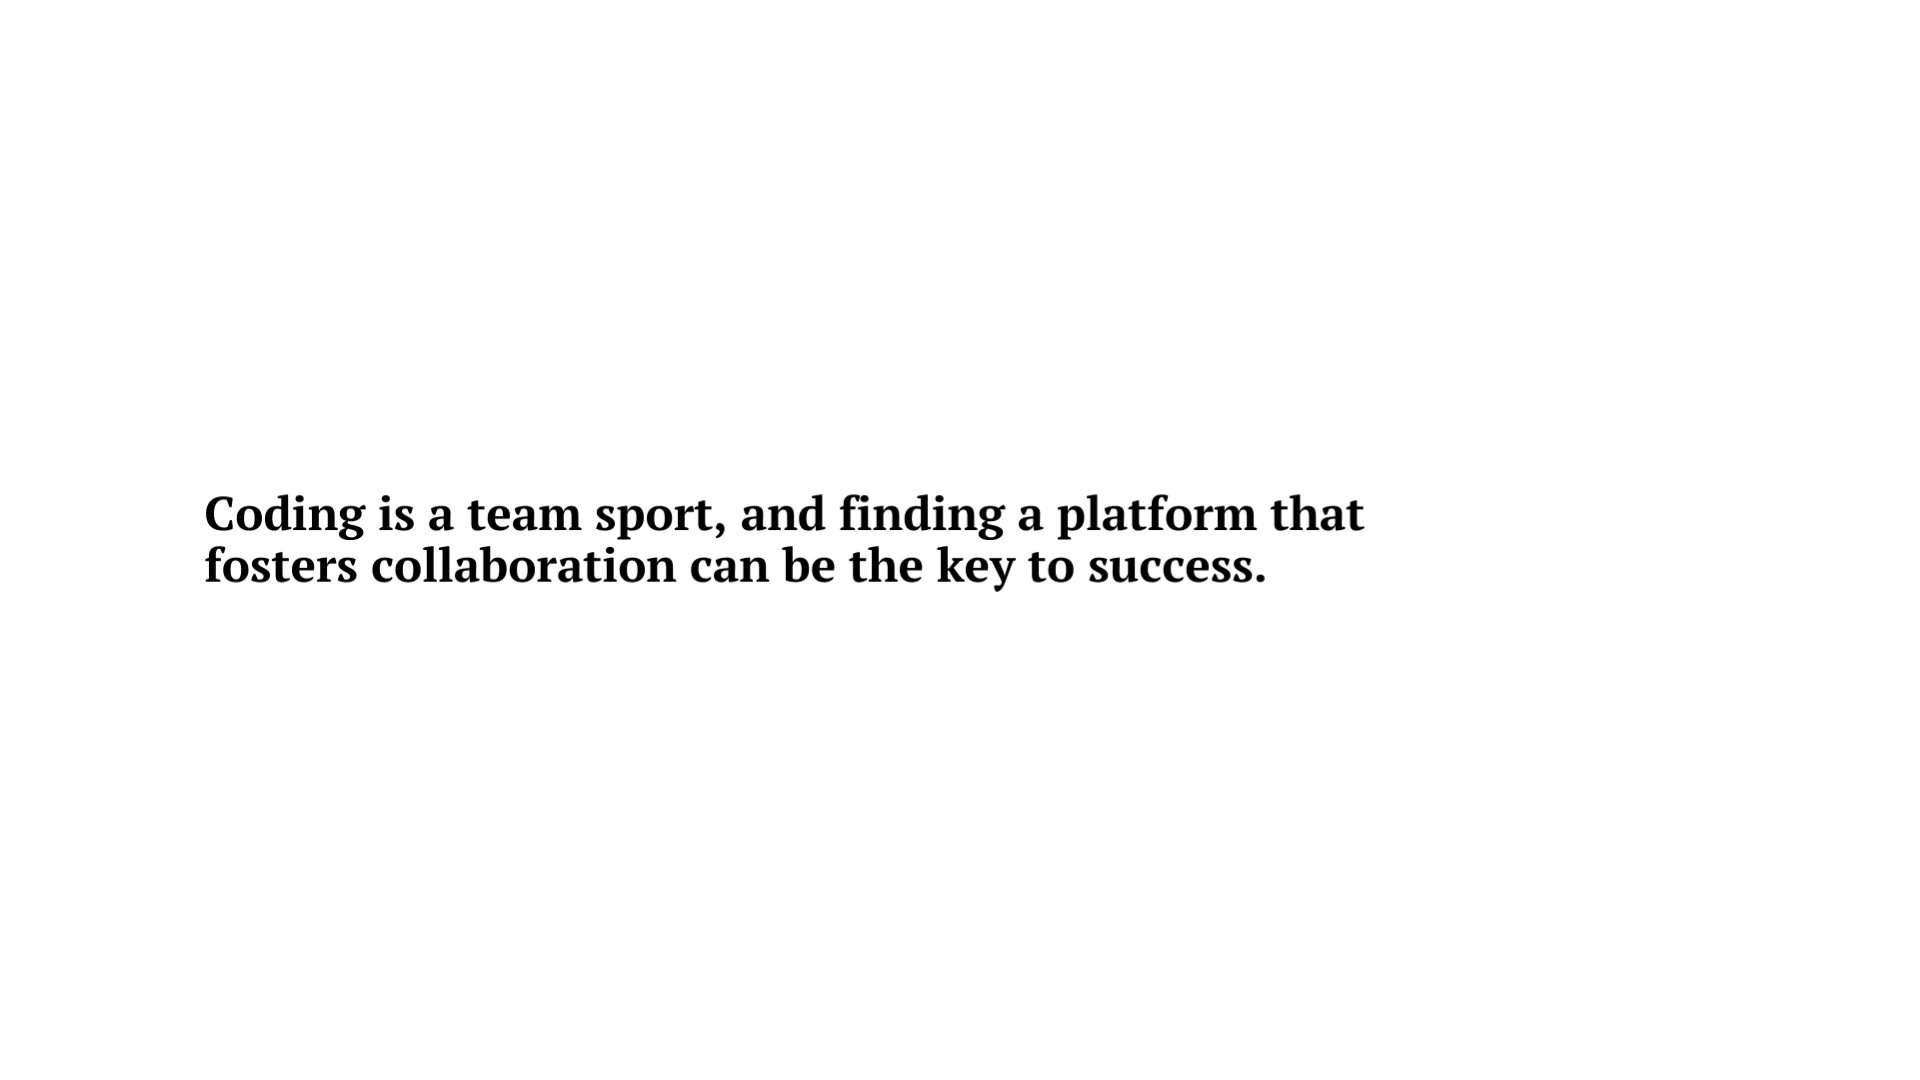 Coding is a team sport, and finding a platform that
fosters collaboration can be the key to success.